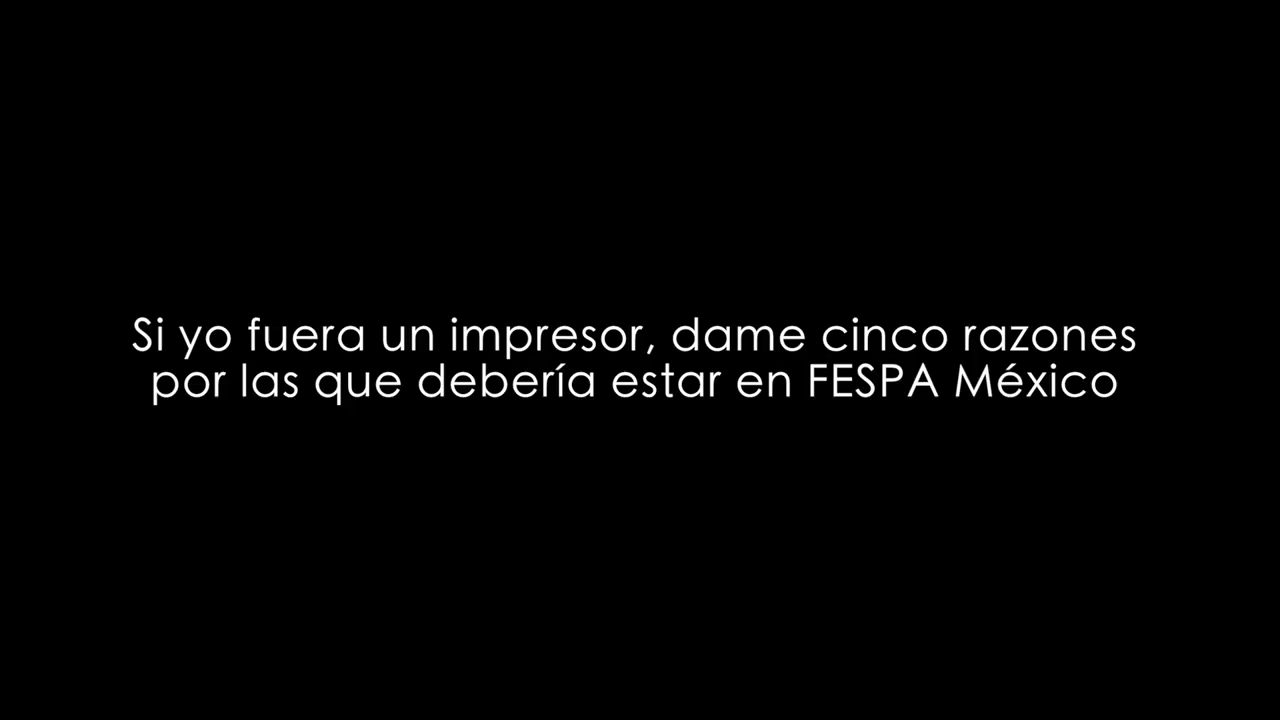 Si yo fuera un impresor, dame cinco razones
por las que debería estar en FESPA México